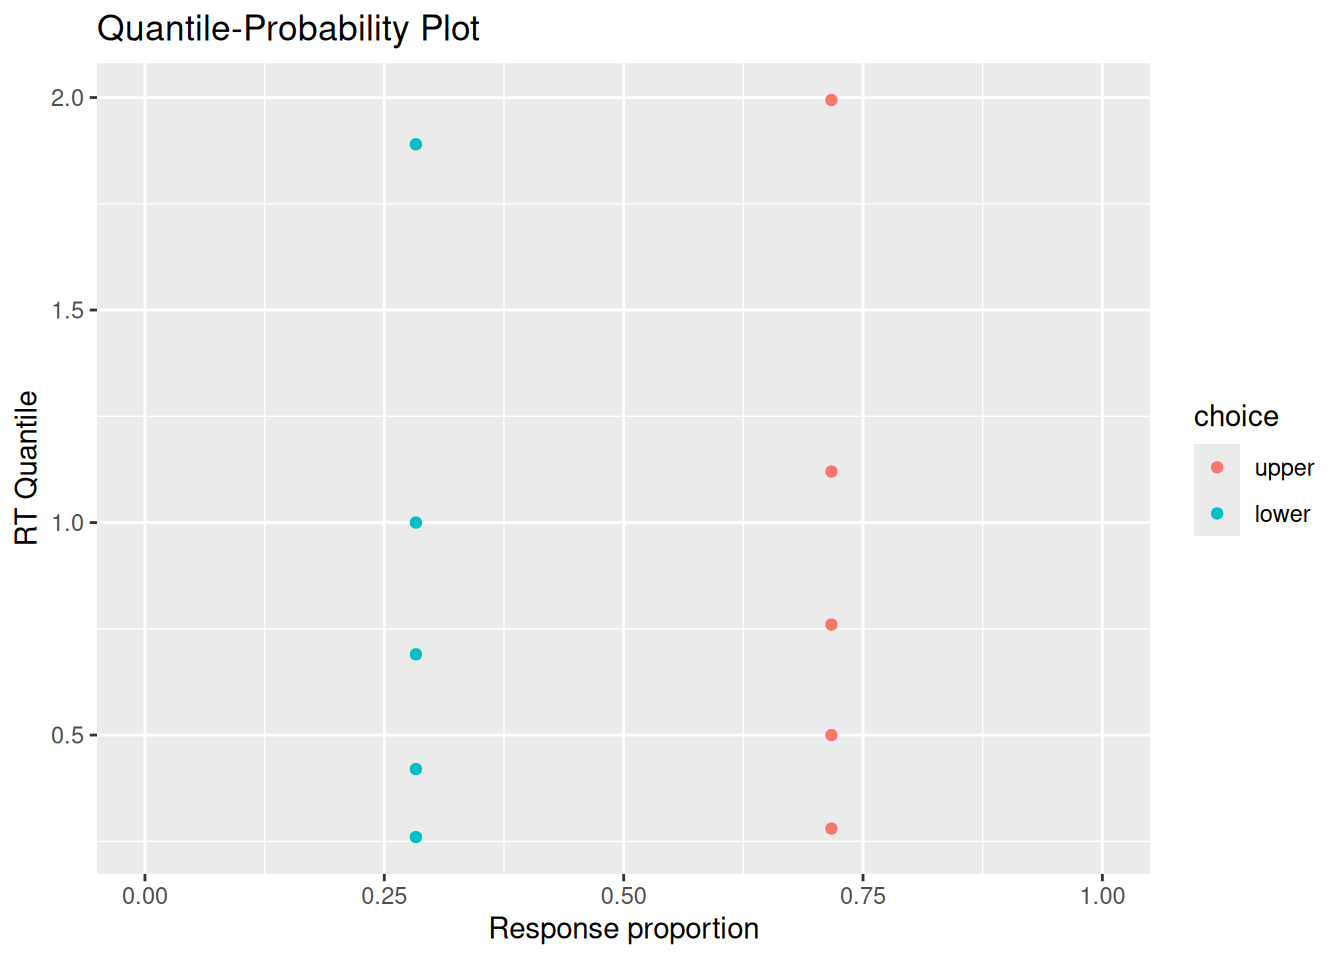 Quantile-Probability Plot
2.0
1.5
1.0
0.5
RT Quantile
0.00 0.25 0.50 0.75 1.00
Response proportion
choice
upper
lower